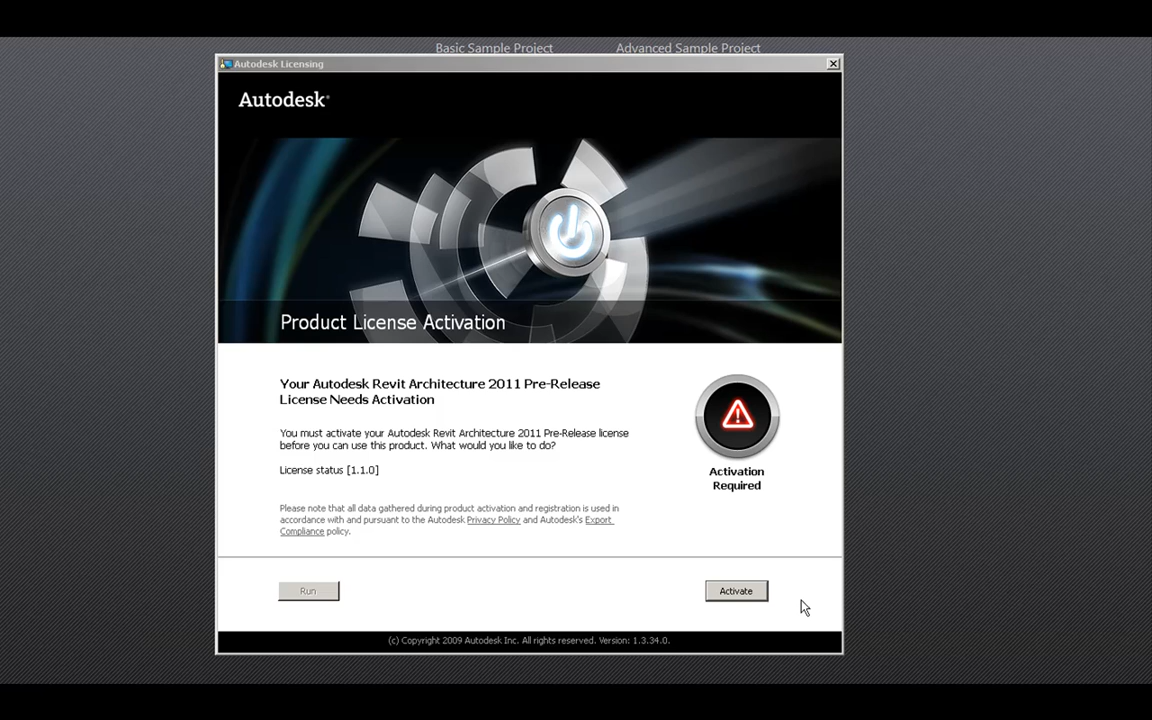 Basic Sample Project Advanced Sample Project
Autodesk Licensing
Autodesk®
Product License Activation
Your Autodesk Revit Architecture 2011 Pre-Release
License Needs Activation
You must activate your Autodesk Revit Architecture 2011 Pre-Release license
before you can use this product. What would you like to do?
License status [1.1.0]
Activation
Required
Please note that all data gathered during product activation and registration is used in
accordance with and pursuant to the Autodesk Privacy Policy and Autodesk's Export
Compliance policy.
Run Activate
(c) Copyright 2009 Autodesk Inc. All rights reserved. Version: 1.3.34.0.